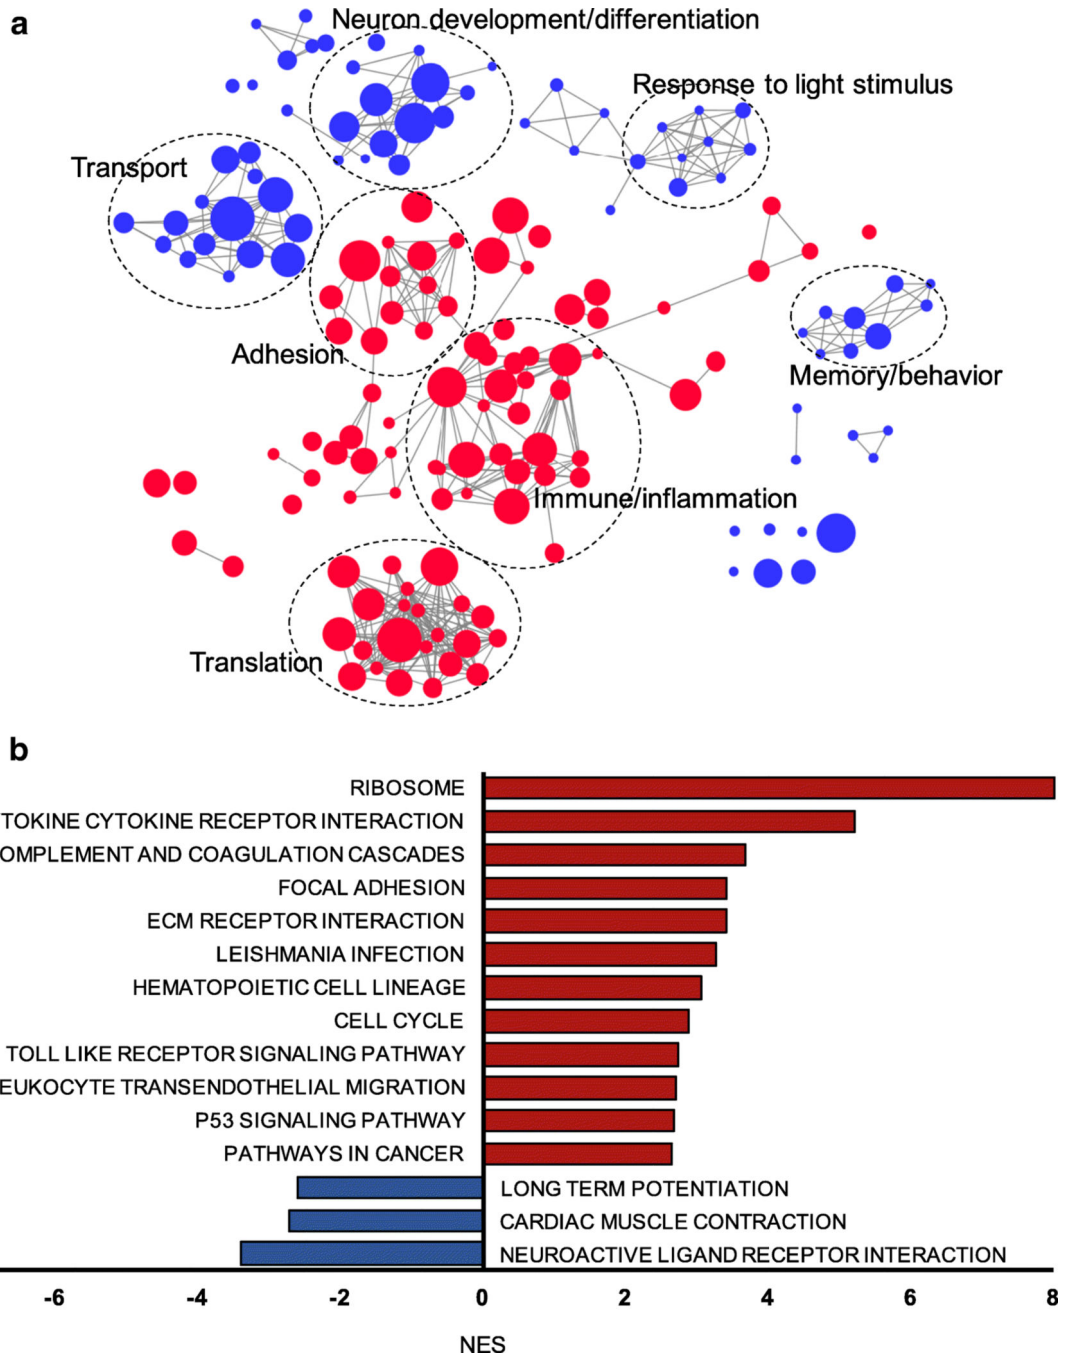 a
Neuron development/differentiation
Response to light stimulus
Transport
Adhesion
Memory/behavior
Immune/inflammation
Translation
b
RIBOSOME
TOKINE CYTOKINE RECEPTOR INTERACTION
OMPLEMENT AND COAGULATION CASCADES
FOCAL ADHESION
ECM RECEPTOR INTERACTION
LEISHMANIA INFECTION
HEMATOPOIETIC CELL LINEAGE
CELL CYCLE
TOLL LIKE RECEPTOR SIGNALING PATHWAY
EUKOCYTE TRANSENDOTHELIAL MIGRATION
P53 SIGNALING PATHWAY
PATHWAYS IN CANCER
LONG TERM POTENTIATION
CARDIAC MUSCLE CONTRACTION
NEUROACTIVE LIGAND RECEPTOR INTERACTION
-6 -4 -2 0 2 4 6 8
NES